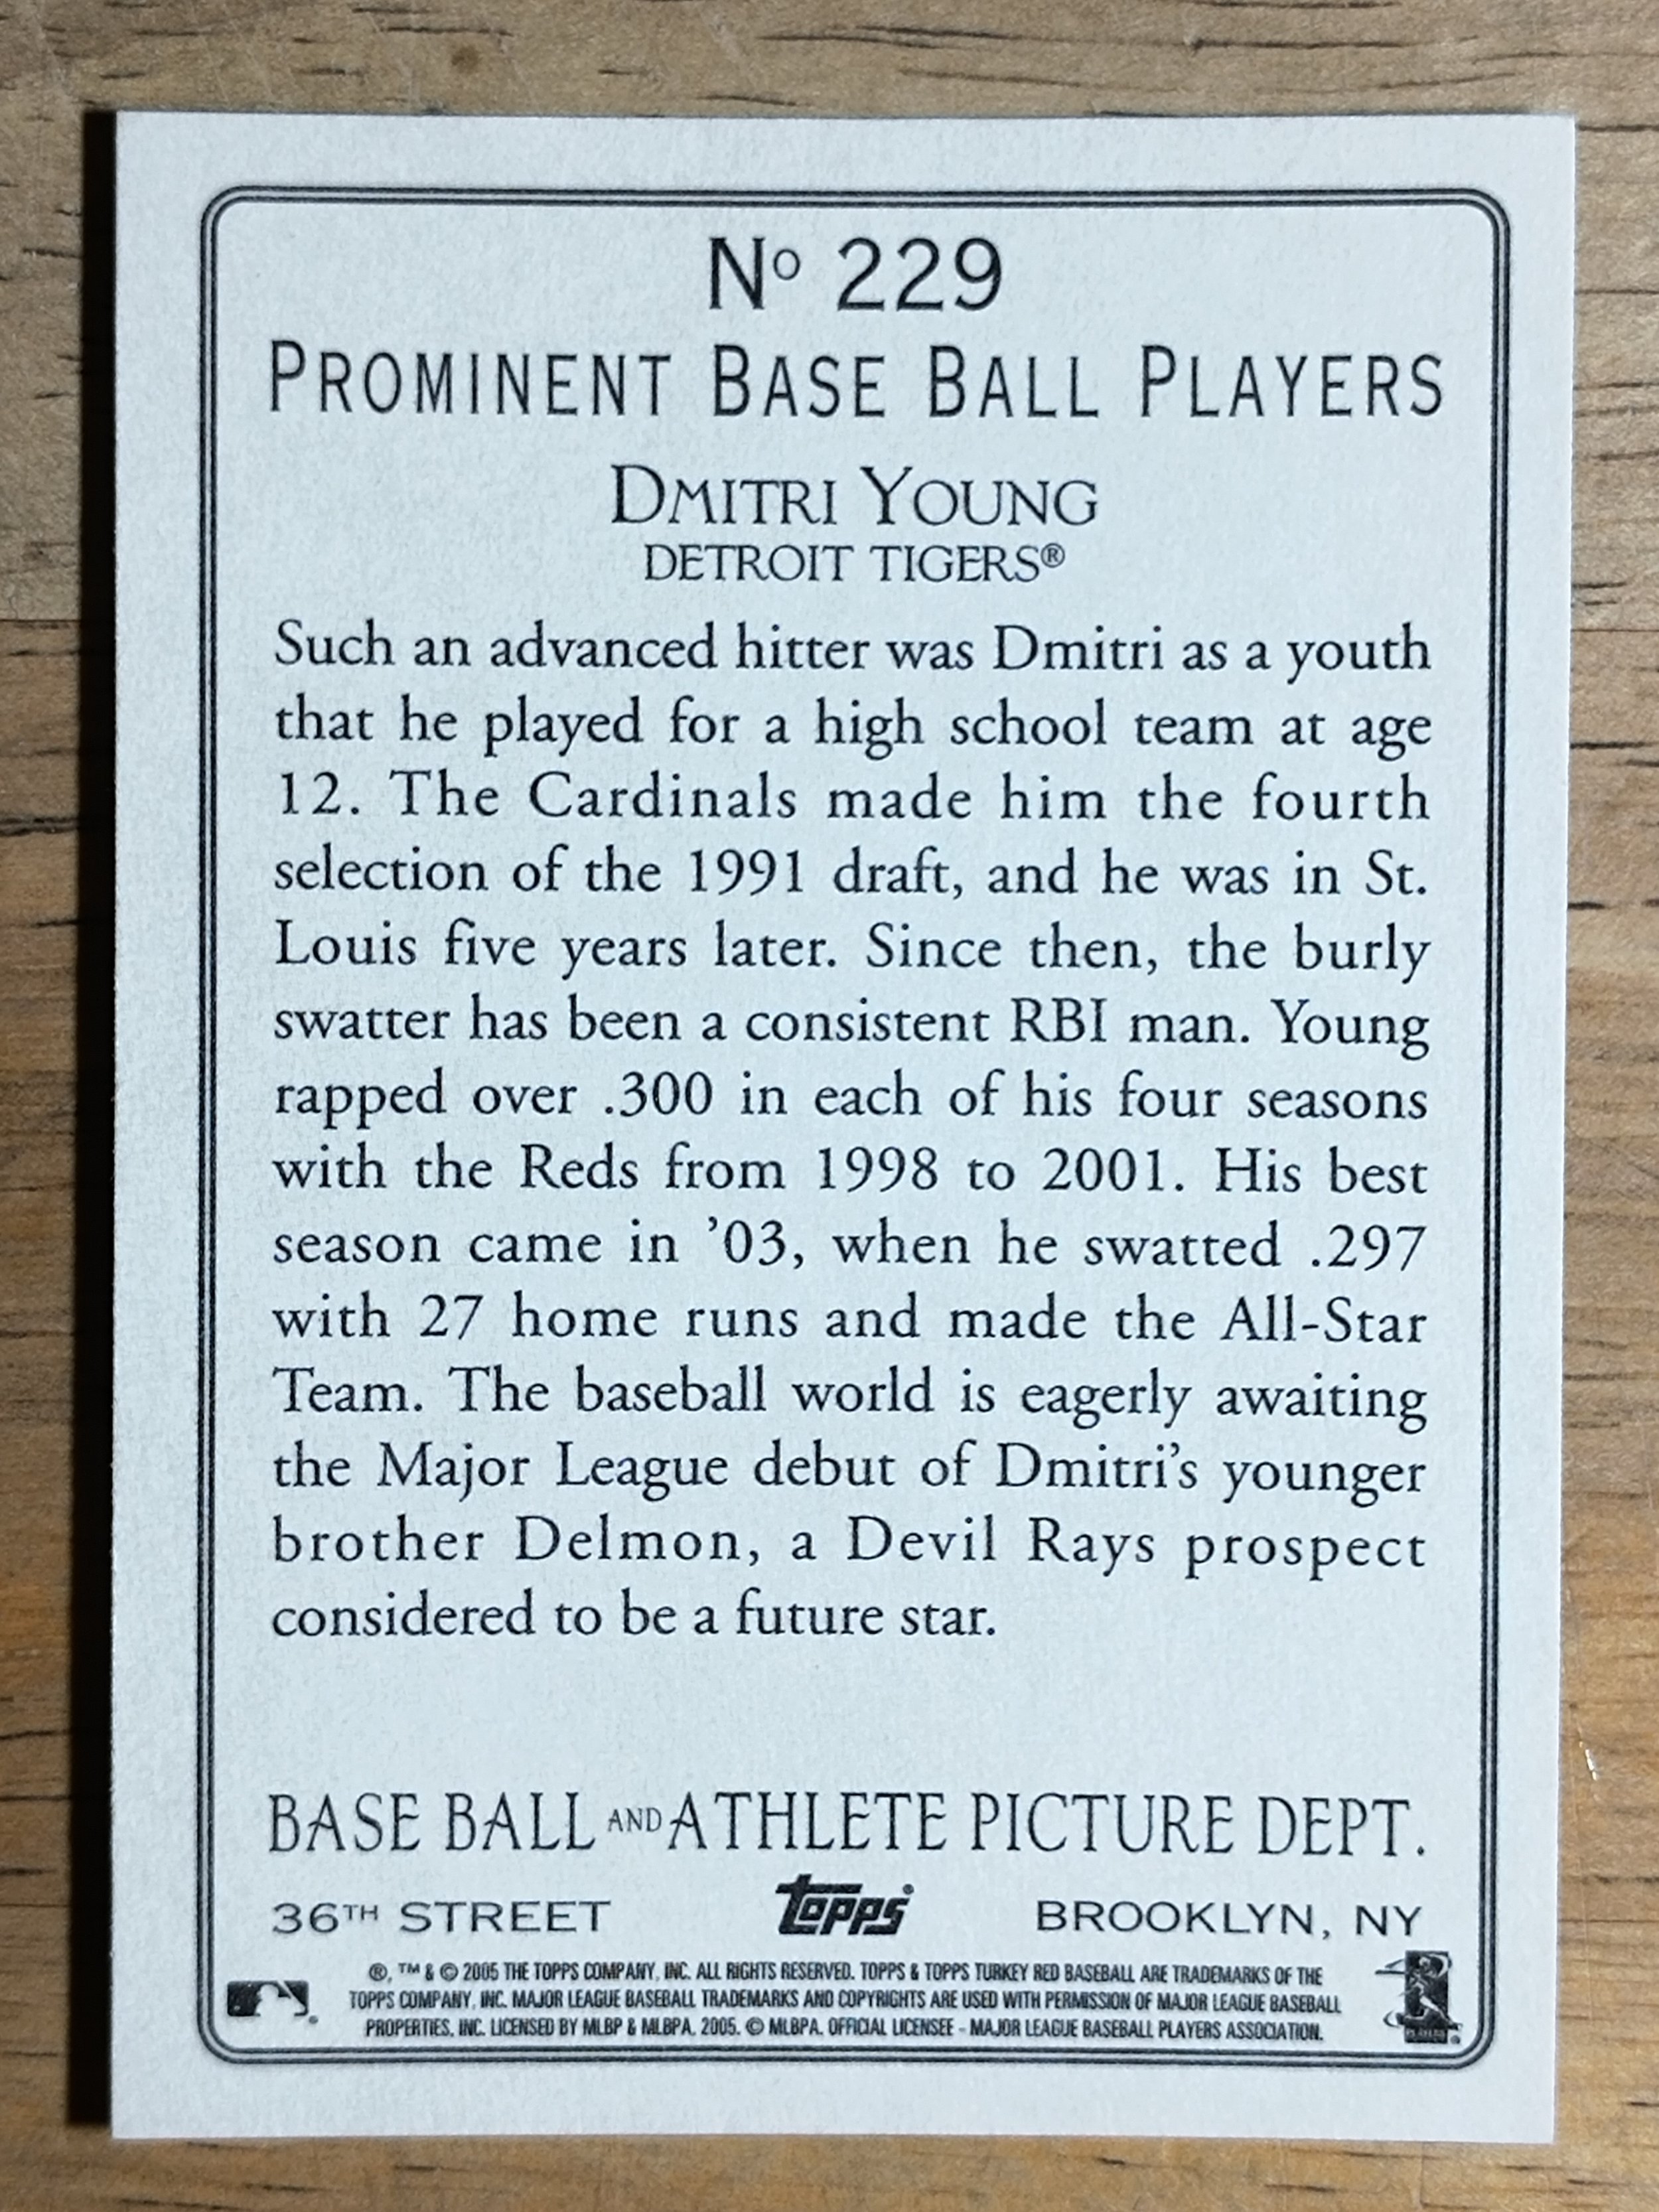 Nº 229
PROMINENT BASE BALL PLAYERS
DMITRI YOUNG
DETROIT TIGERS®
Such an advanced hitter was Dmitri as a youth
that he played for a high school team at age
12. The Cardinals made him the fourth
selection of the 1991 draft, and he was in St.
Louis five years later. Since then, the burly
swatter has been a consistent RBI man. Young
rapped over .300 in each of his four seasons
with the Reds from 1998 to 2001. His best
season came in ’03, when he swatted .297
with 27 home runs and made the All-Star
Team. The baseball world is eagerly awaiting
the Major League debut of Dmitri’s younger
brother Delmon, a Devil Rays prospect
considered to be a future star.
BASE BALL AND ATHLETE PICTURE DEPT.
36TH STREET topps® BROOKLYN, NY
®, ™ & © 2005 THE TOPPS COMPANY, INC. ALL RIGHTS RESERVED. TOPPS & TOPPS TURKEY RED BASEBALL ARE TRADEMARKS OF THE
TOPPS COMPANY, INC. MAJOR LEAGUE BASEBALL TRADEMARKS AND COPYRIGHTS ARE USED WITH PERMISSION OF MAJOR LEAGUE BASEBALL
PROPERTIES, INC. LICENSED BY MLBP & MLBPA. 2005. © MLBPA. OFFICIAL LICENSEE - MAJOR LEAGUE BASEBALL PLAYERS ASSOCIATION.